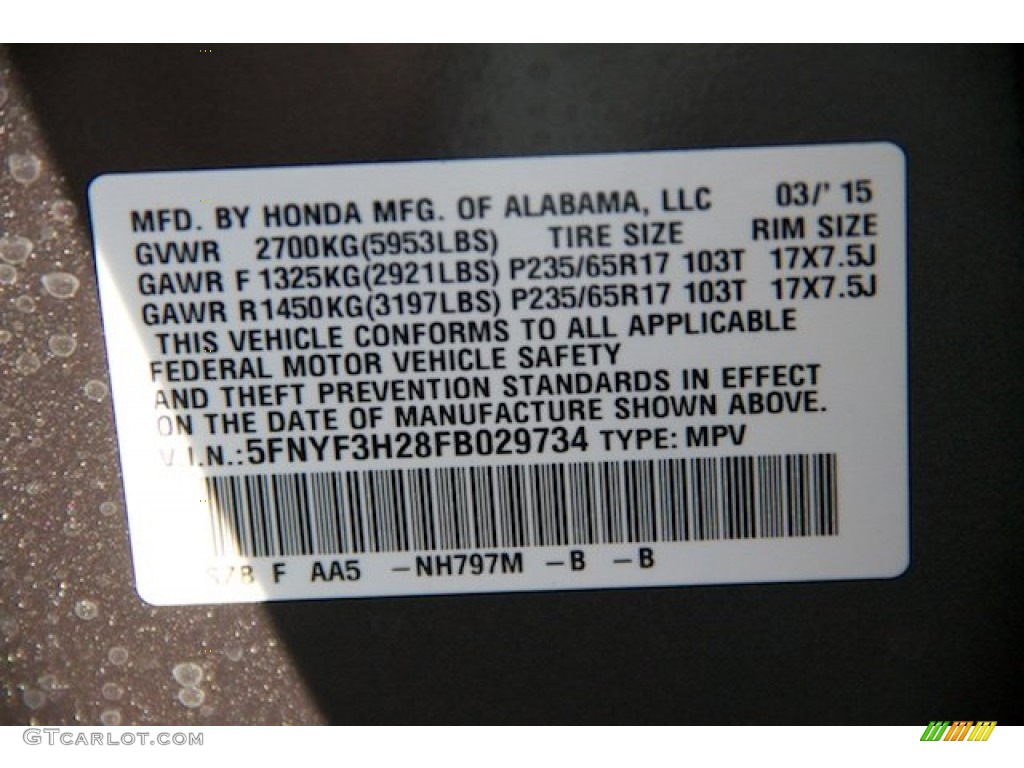 MFD. BY HONDA MFG. OF ALABAMA, LLC 03/' 15
GVWR 2700KG(5953LBS) TIRE SIZE RIM SIZE
GAWR F 1325KG(2921LBS) P235/65R17 103T 17X7.5J
GAWR R1450KG(3197LBS) P235/65R17 103T 17X7.5J
THIS VEHICLE CONFORMS TO ALL APPLICABLE
FEDERAL MOTOR VEHICLE SAFETY
AND THEFT PREVENTION STANDARDS IN EFFECT
ON THE DATE OF MANUFACTURE SHOWN ABOVE.
V.I.N.:5FNYF3H28FB029734 TYPE: MPV
SZB F AA5 -NH797M -B -B
GTCARLOT.COM